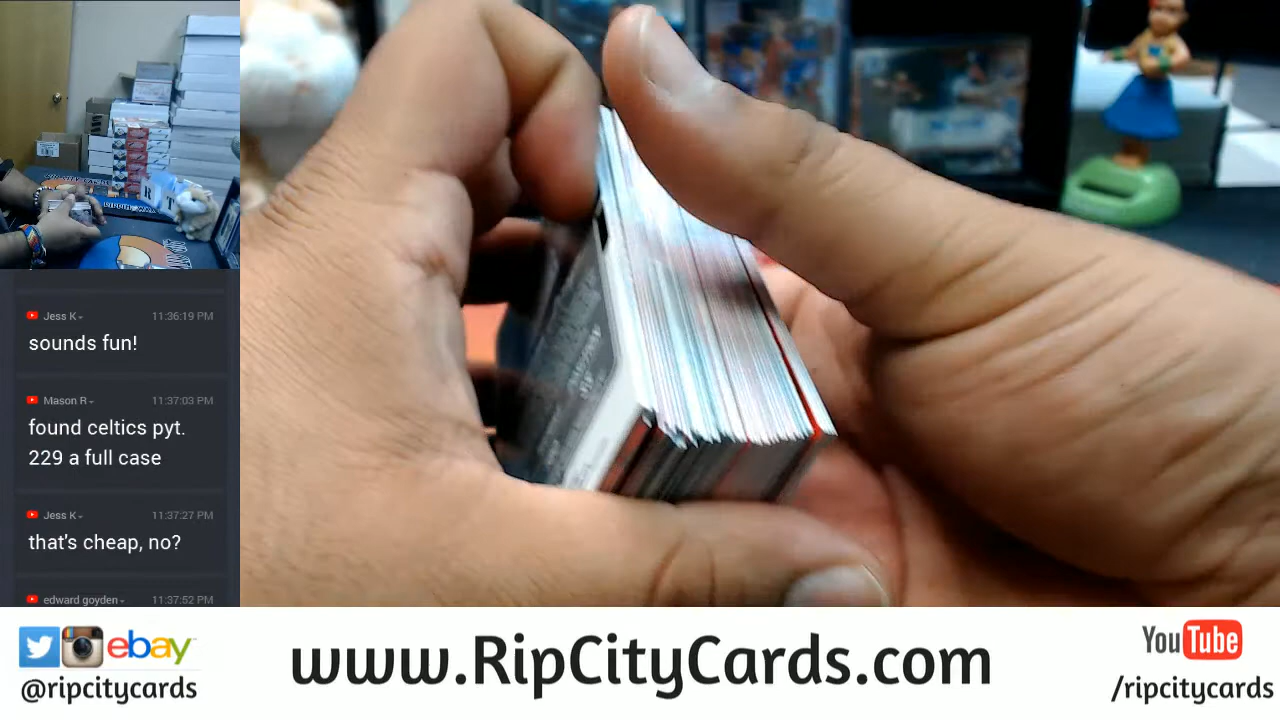 Jess K
11:36:19 PM
sounds fun!
Mason R
11:37:03 PM
found celtics pyt.
229 a full case
Jess K
11:37:27 PM
that's cheap, no?
edward goyden
11:37:52 PM
ebay
@ripcitycards
www.RipCityCards.com
YouTube
/ripcitycards